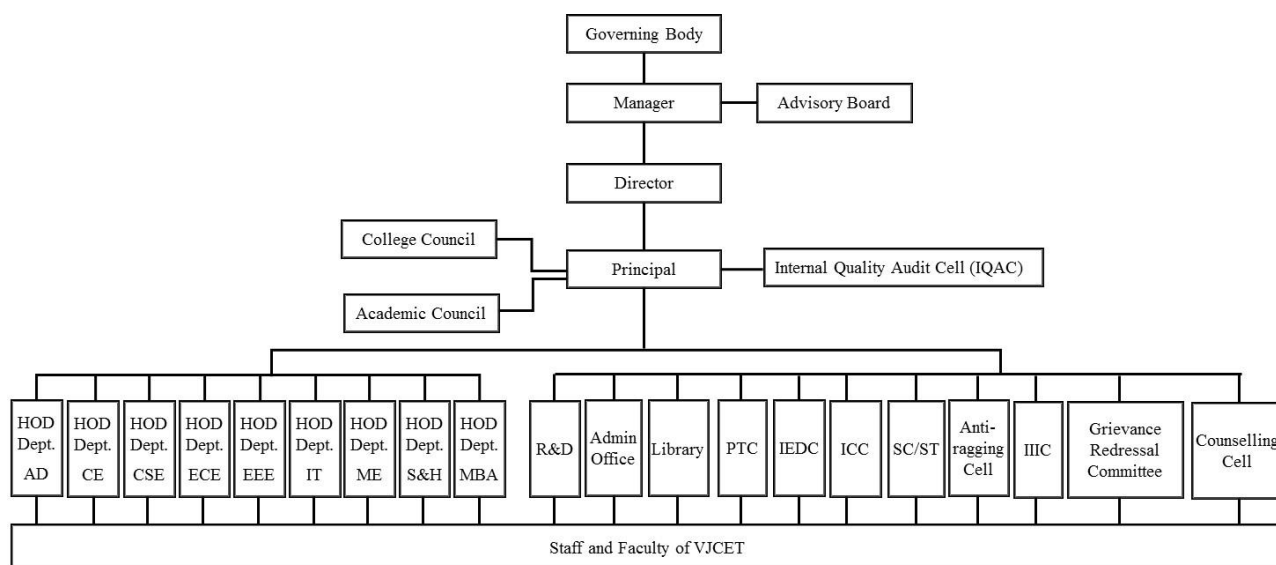 Governing Body
Manager
Advisory Board
Director
College Council
Principal
Internal Quality Audit Cell (IQAC)
Academic Council
HOD
Dept.
AD
HOD
Dept.
CE
HOD
Dept.
CSE
HOD
Dept.
ECE
HOD
Dept.
EEE
HOD
Dept.
IT
HOD
Dept.
ME
HOD
Dept.
S&H
HOD
Dept.
MBA
R&D
Admin
Office
Library
PTC
IEDC
ICC
SC/ST
Anti-
ragging
Cell
IIIC
Grievance
Redressal
Committee
Counselling
Cell
Staff and Faculty of VJCET